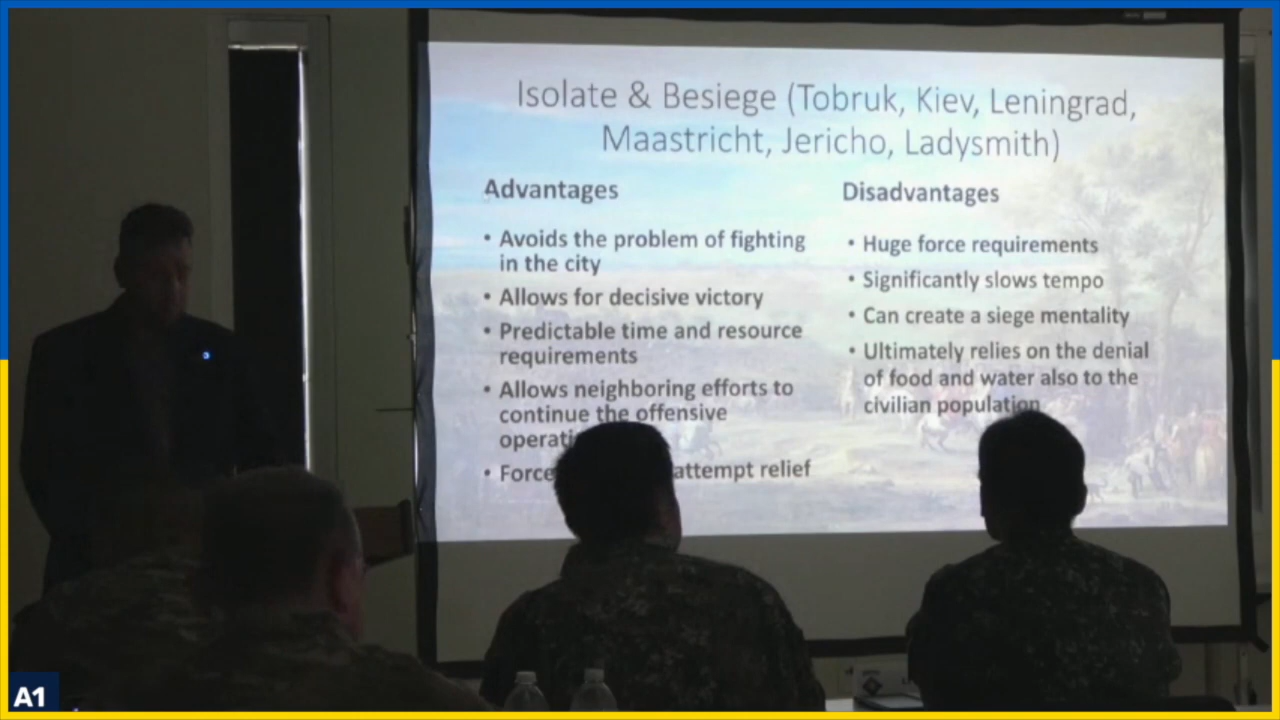 Isolate & Besiege (Tobruk, Kiev, Leningrad,
Maastricht, Jericho, Ladysmith)
Advantages
• Avoids the problem of fighting
in the city
• Allows for decisive victory
• Predictable time and resource
requirements
• Allows neighboring efforts to
continue the offensive
• attempt relief
Disadvantages
• Huge force requirements
• Significantly slows tempo
• Can create a siege mentality
• Ultimately relies on the denial
of food and water also to the
civilian population
A1